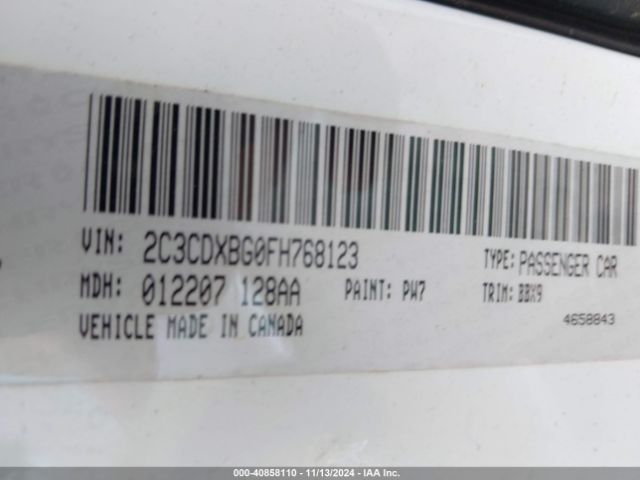 VIN: 2C3CDXBG0FH768123 TYPE: PASSENGER CAR
MDH: 012207 128AA PAINT: PW7 TRIM: BBX9
VEHICLE MADE IN CANADA 4658843
000-40858110 - 11/13/2024 - IAA Inc.